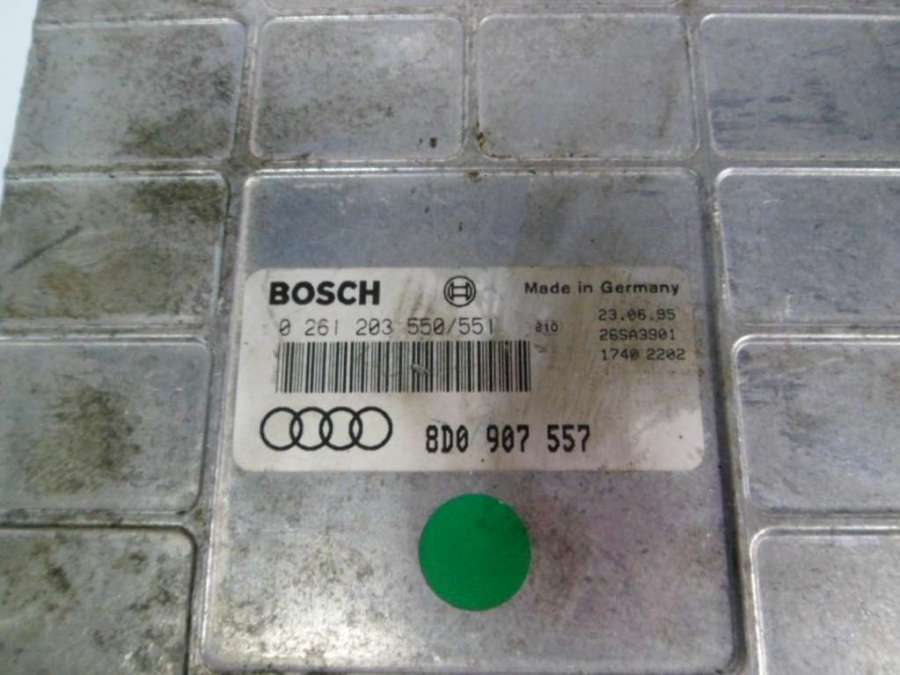 BOSCH
Made in Germany
0 261 203 550/551
23.06.95
26SA3901
1740 2202
8D0 907 557